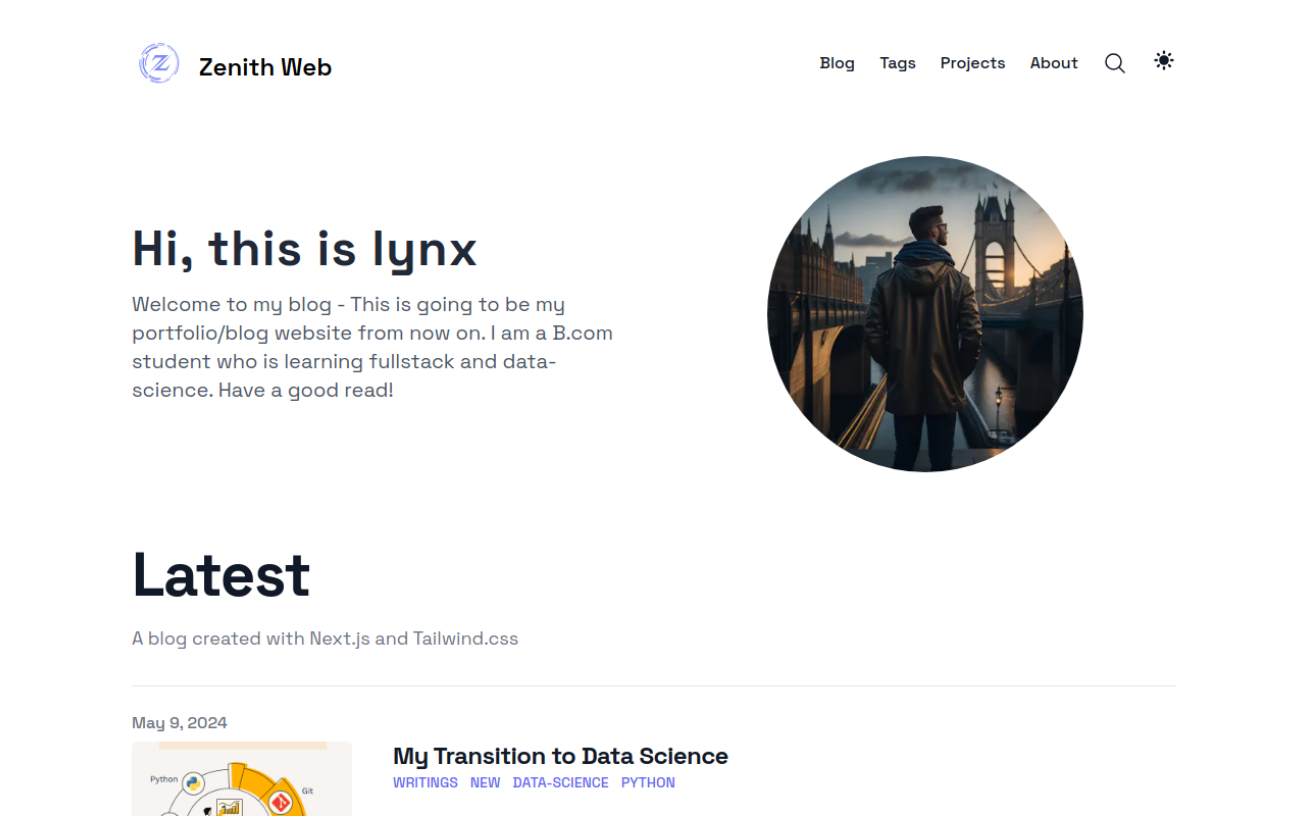 Z
Zenith Web
Blog Tags Projects About
Hi, this is lynx
Welcome to my blog - This is going to be my
portfolio/blog website from now on. I am a B.com
student who is learning fullstack and data-
science. Have a good read!
Latest
A blog created with Next.js and Tailwind.css
May 9, 2024
My Transition to Data Science
WRITINGS NEW DATA-SCIENCE PYTHON
Python
Git